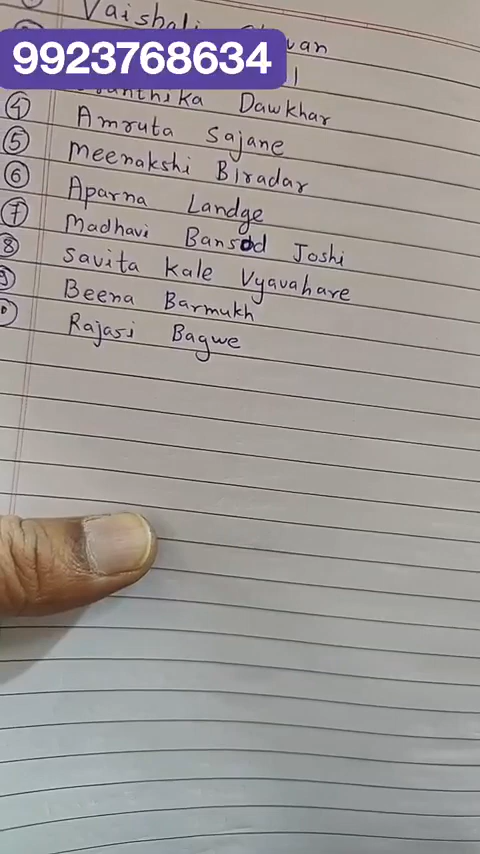 Vaishali
9923768634
Dawkhar
④ Amruta Sajane
⑤ Meenakshi Biradar
⑥ Aparna Landge
⑦ Madhavi Bansod Joshi
⑧ Savita Kale Vyavahare
Beena Barmukh
Rajasi Bagwe